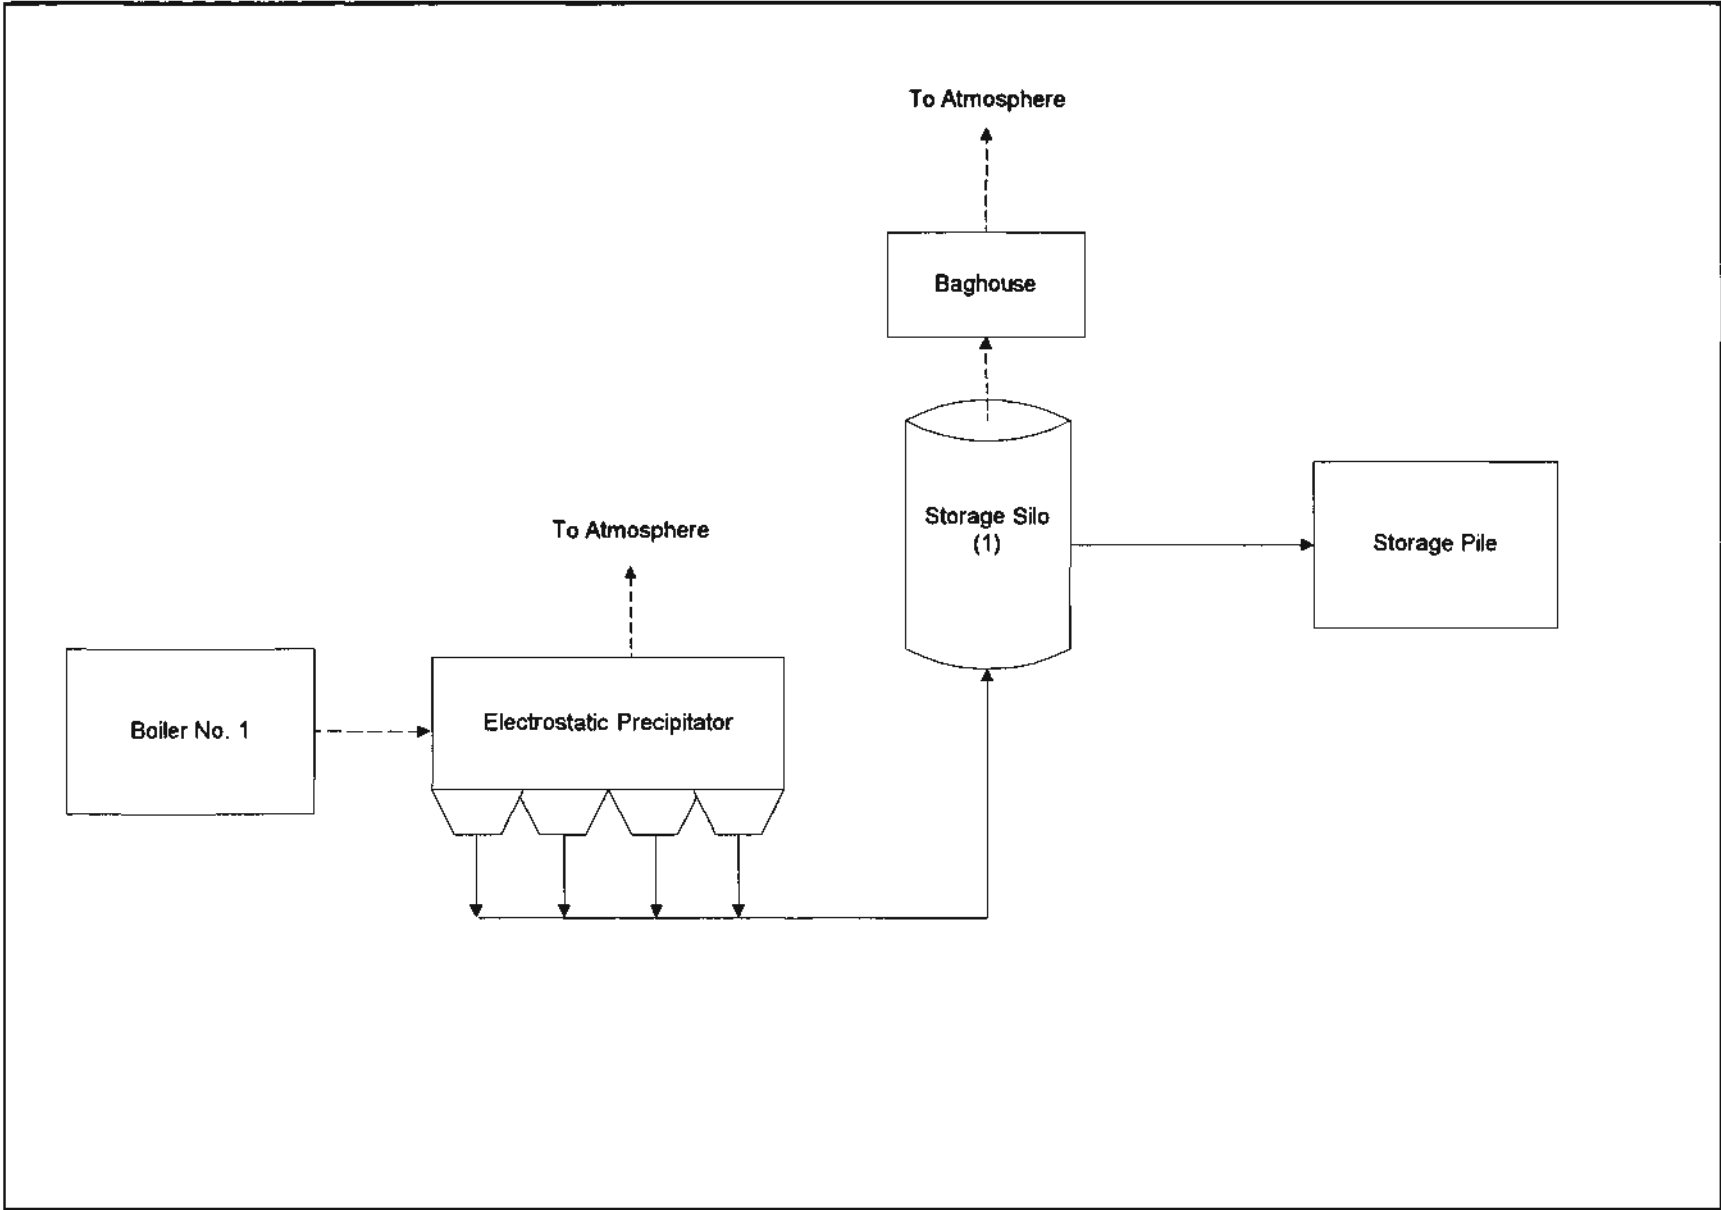 To Atmosphere
Baghouse
Storage Silo
(1)
Storage Pile
To Atmosphere
Boiler No. 1
Electrostatic Precipitator